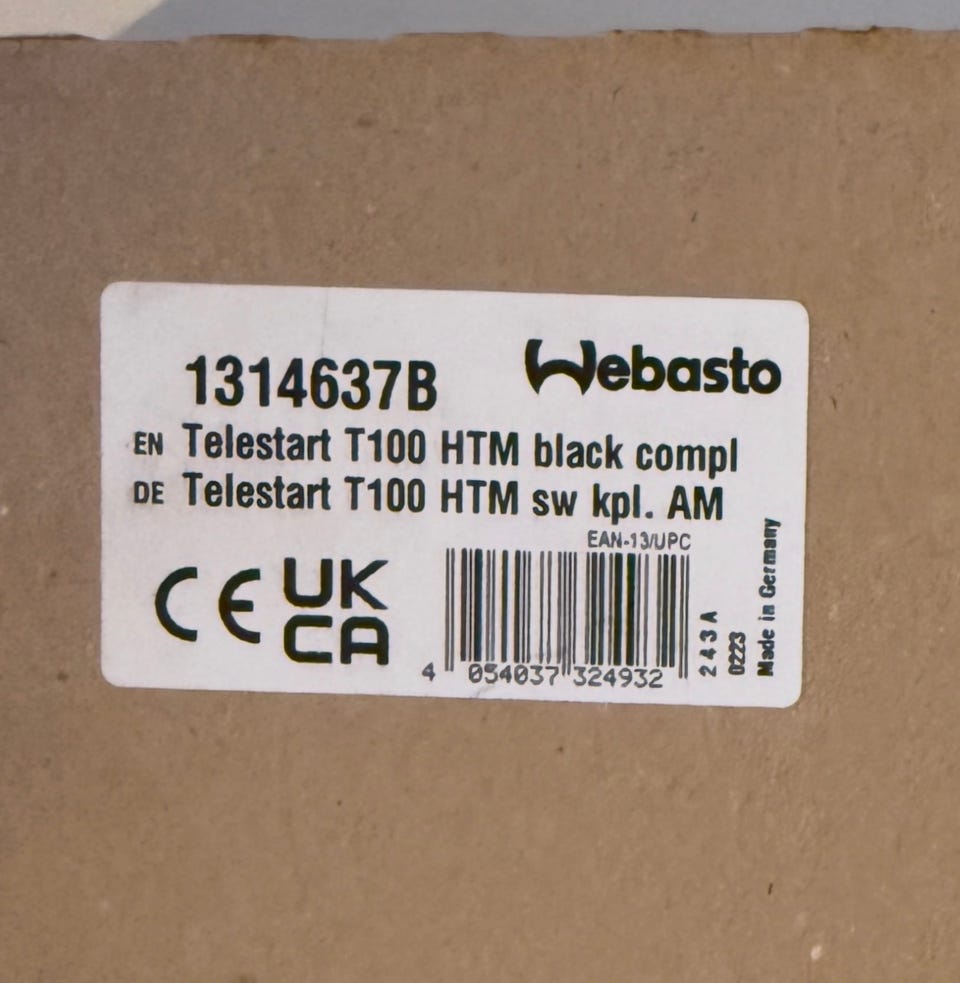 1314637B
Webasto
EN Telestart T100 HTM black compl
DE Telestart T100 HTM sw kpl. AM
EAN-13/UPC
CE
UK
CA
4 054037 324932
243A
0223
Made in Germany